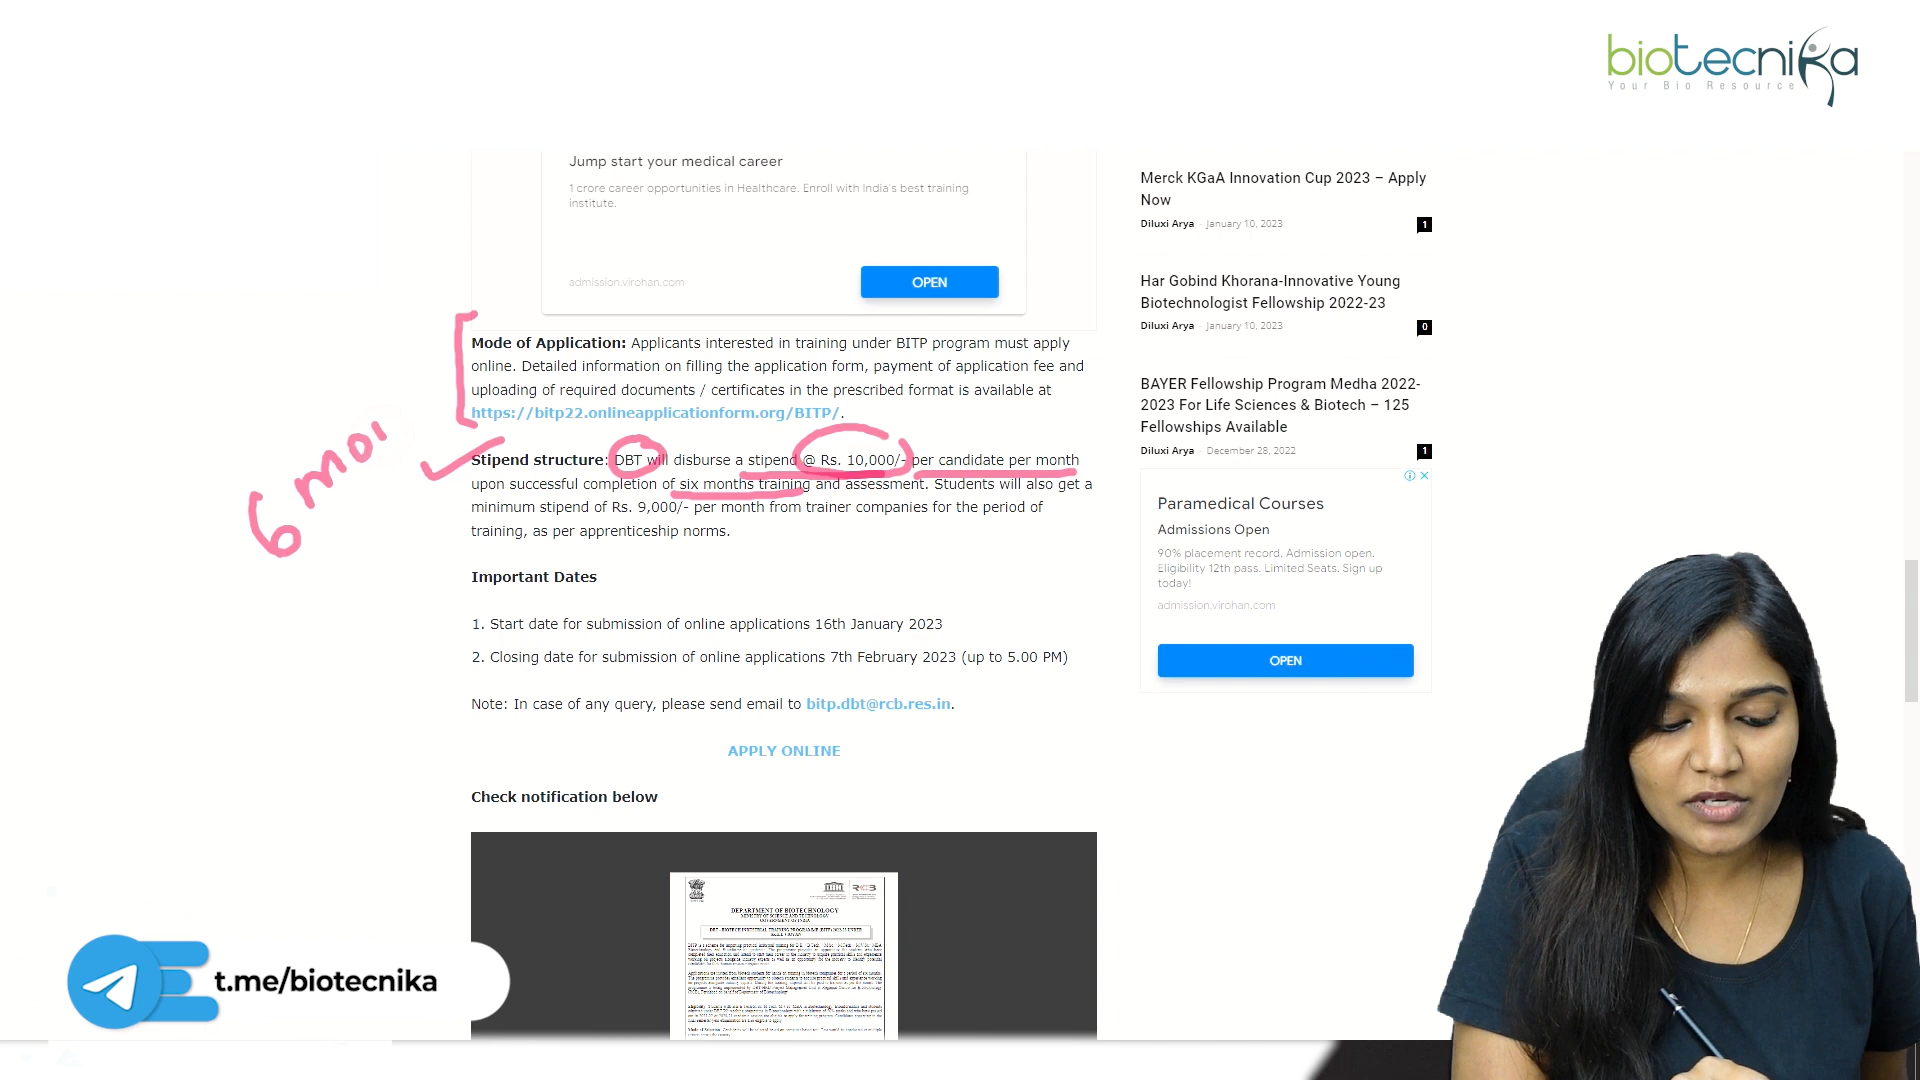 biotecnika
Your Bio Resource
Jump start your medical career
1 crore career opportunities in Healthcare. Enroll with India's best training
institute.
admission.virohan.com
OPEN
Mode of Application: Applicants interested in training under BITP program must apply
online. Detailed information on filling the application form, payment of application fee and
uploading of required documents / certificates in the prescribed format is available at
https://bitp22.onlineapplicationform.org/BITP/.
6 mon
Stipend structure: DBT will disburse a stipend @ Rs. 10,000/- per candidate per month
upon successful completion of six months training and assessment. Students will also get a
minimum stipend of Rs. 9,000/- per month from trainer companies for the period of
training, as per apprenticeship norms.
Important Dates
1. Start date for submission of online applications 16th January 2023
2. Closing date for submission of online applications 7th February 2023 (up to 5.00 PM)
Note: In case of any query, please send email to bitp.dbt@rcb.res.in.
APPLY ONLINE
Check notification below
RCB
DEPARTMENT OF BIOTECHNOLOGY
MINISTRY OF SCIENCE AND TECHNOLOGY
GOVERNMENT OF INDIA
Merck KGaA Innovation Cup 2023 – Apply
Now
Diluxi Arya - January 10, 2023
1
Har Gobind Khorana-Innovative Young
Biotechnologist Fellowship 2022-23
Diluxi Arya - January 10, 2023
0
BAYER Fellowship Program Medha 2022-
2023 For Life Sciences & Biotech – 125
Fellowships Available
Diluxi Arya - December 28, 2022
1
Paramedical Courses
Admissions Open
90% placement record, Admission open.
Eligibility 12th pass. Limited Seats. Sign up
today!
admission.virohan.com
OPEN
t.me/biotecnika